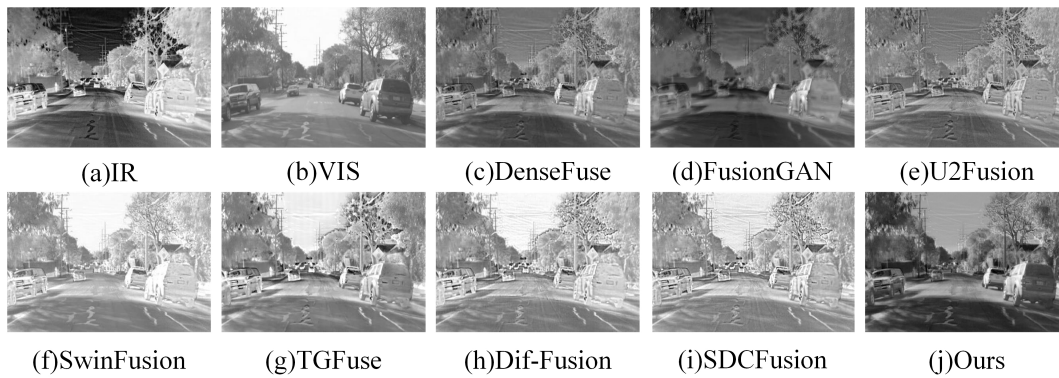 (a)IR (b)VIS (c)DenseFuse (d)FusionGAN (e)U2Fusion
(f)SwinFusion (g)TGFuse (h)Dif-Fusion (i)SDCFusion (j)Ours